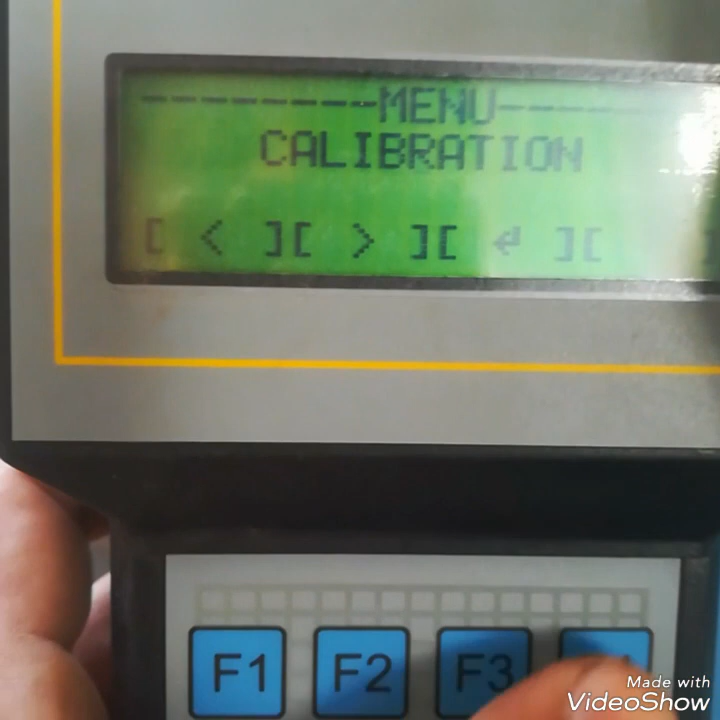 ---------MENU------
CALIBRATION
[ < ][ > ][ ↵ ][
F1 F2 F3
Made with
VideoShow